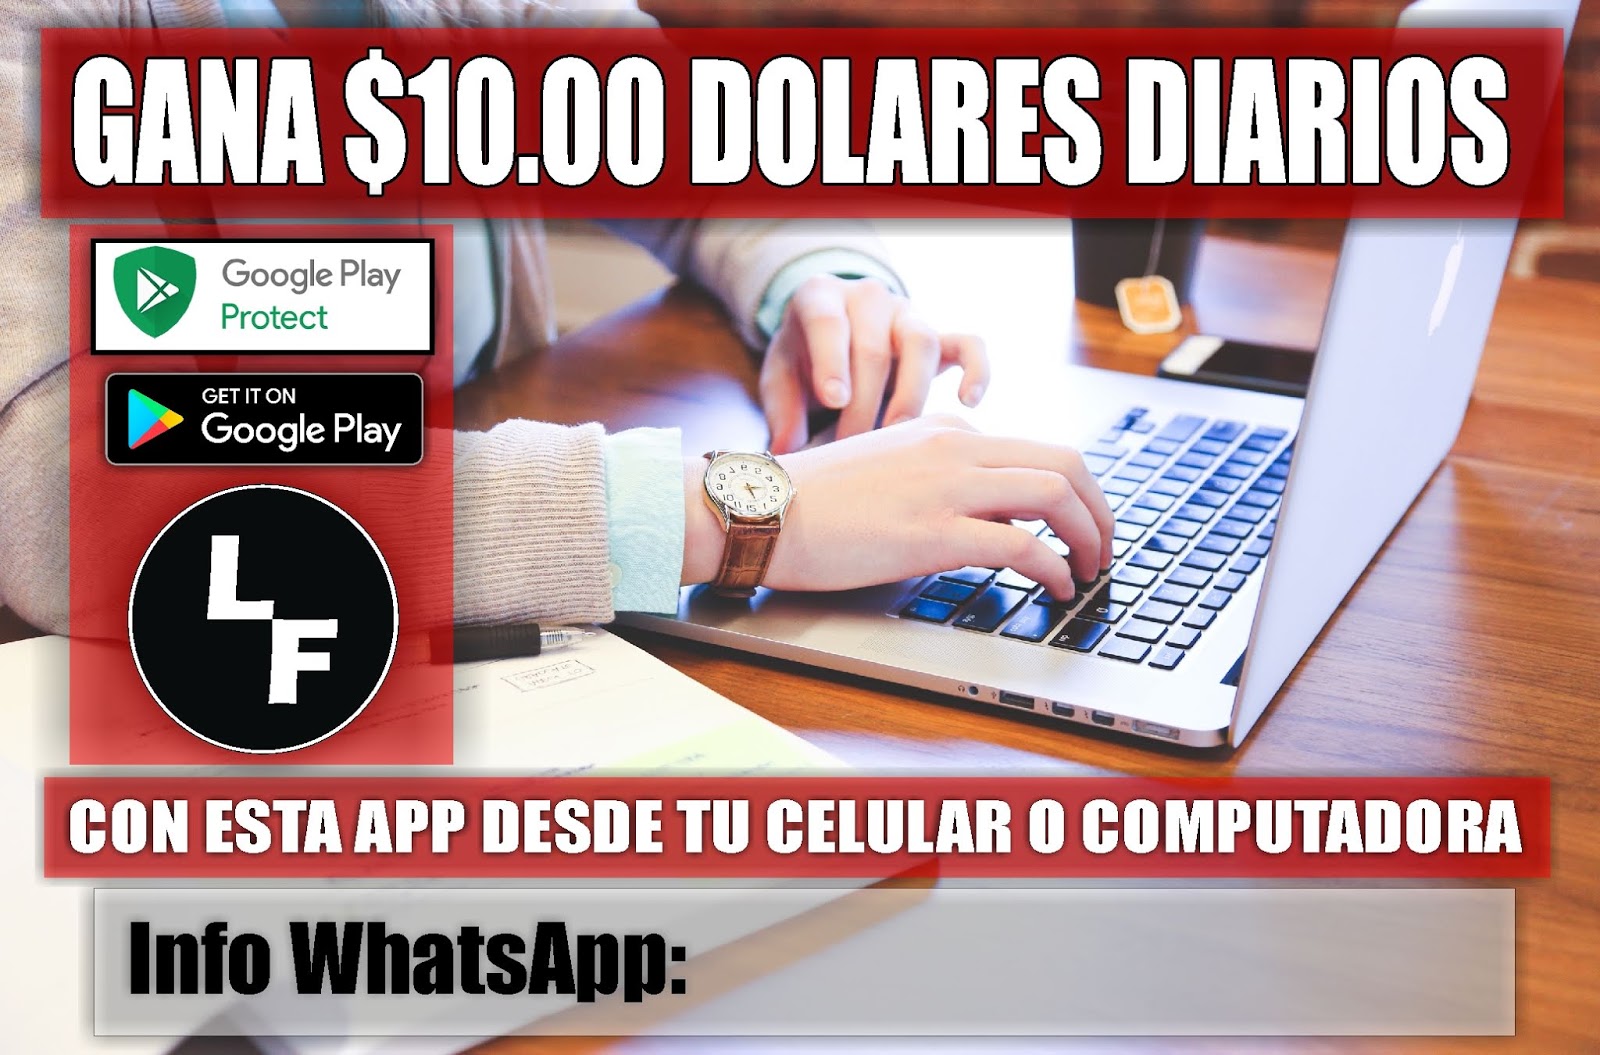 GANA $10.00 DOLARES DIARIOS
Google Play
Protect
GET IT ON
Google Play
L
F
CON ESTA APP DESDE TU CELULAR O COMPUTADORA
Info WhatsApp: